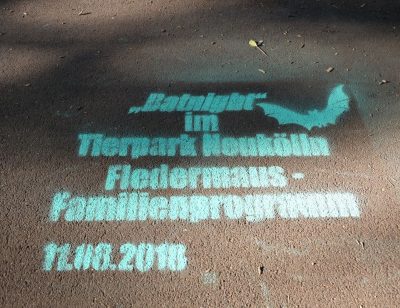 „Batnight“
im
Tierpark Neukölln
Fledermaus-
Familienprogramm
11.08.2018